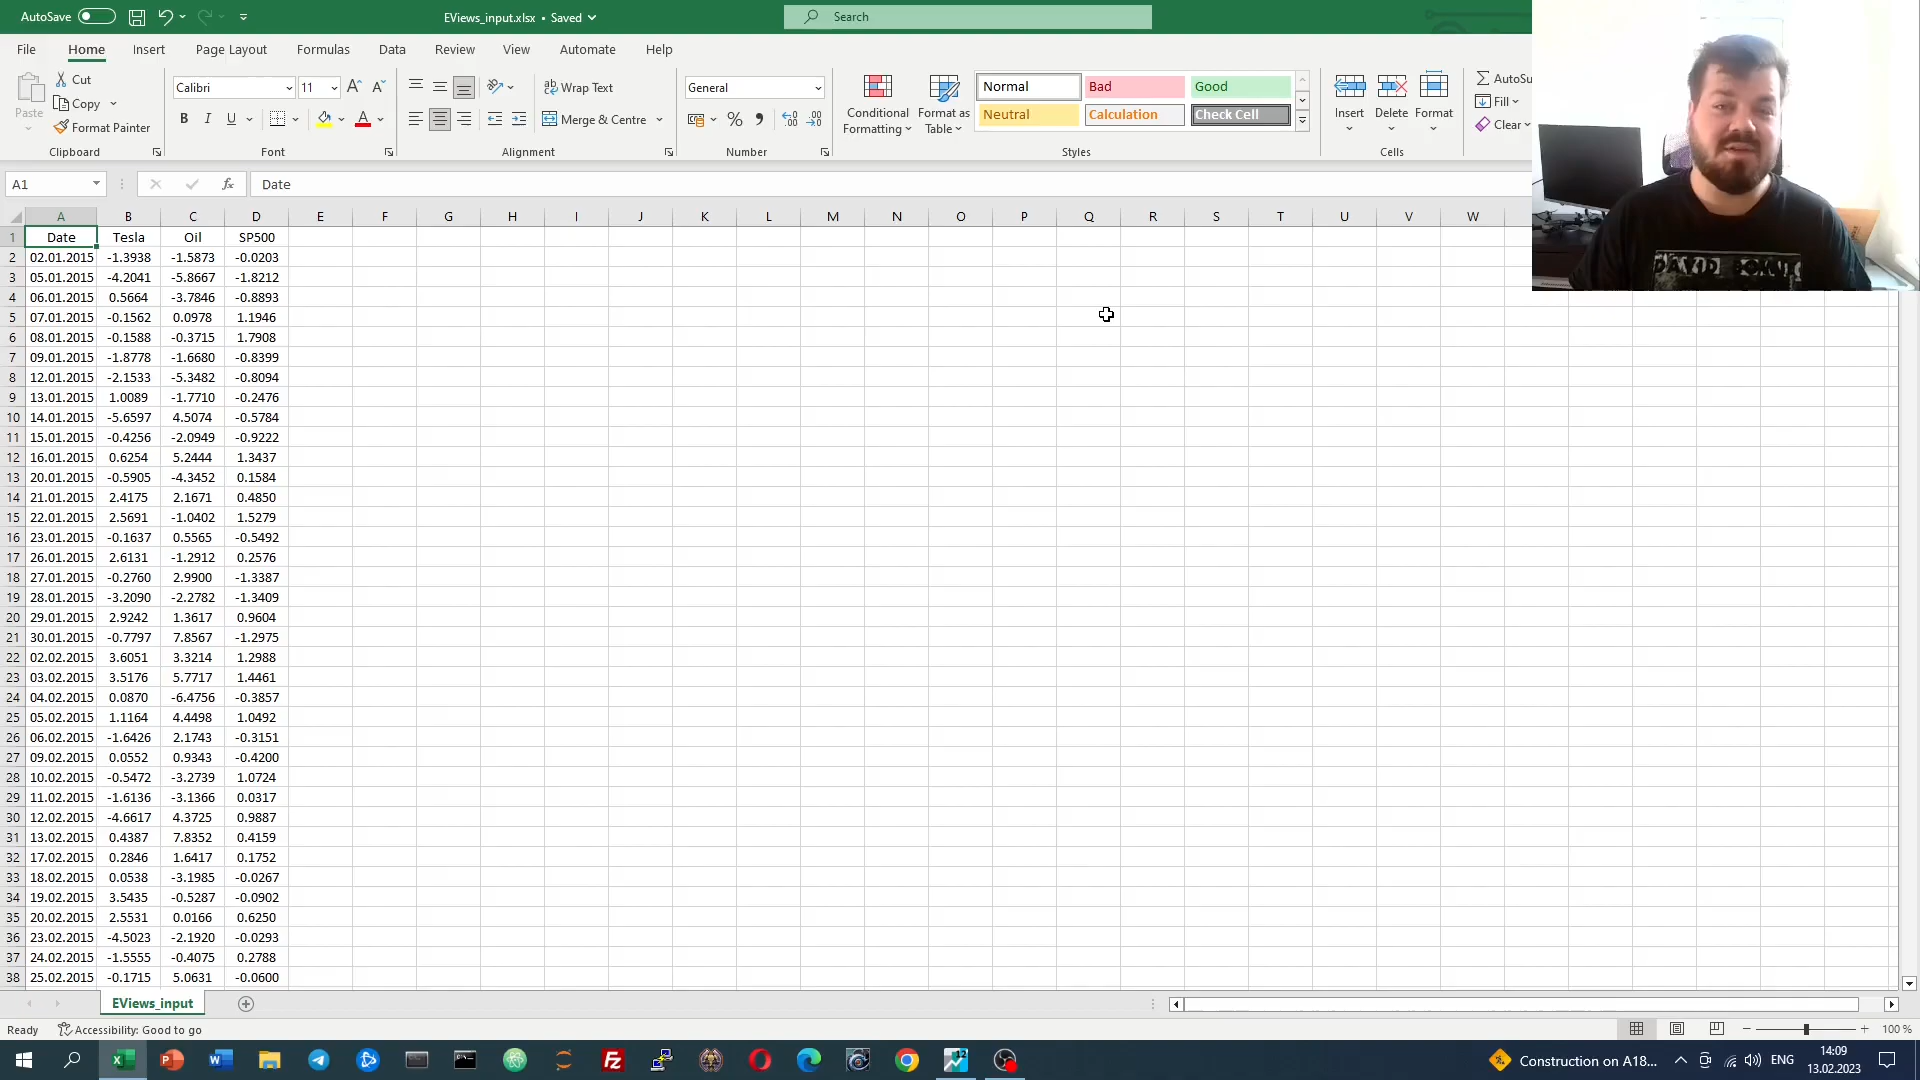 AutoSave
EViews_input.xlsx • Saved
Search
File Home Insert Page Layout Formulas Data Review View Automate Help
Paste
Cut
Copy
Format Painter
Calibri 11
B I U
Wrap Text
Merge & Centre
General
Conditional Formatting
Format as Table
Normal Bad Good
Neutral Calculation Check Cell
Insert Delete Format
AutoSu
Fill
Clear
Clipboard Font Alignment Number Styles Cells
A1 fx Date
A B C D E F G H I J K L M N O P Q R S T U V W
1 Date Tesla Oil SP500
2 02.01.2015 -1.3938 -1.5873 -0.0203
3 05.01.2015 -4.2041 -5.8667 -1.8212
4 06.01.2015 0.5664 -3.7846 -0.8893
5 07.01.2015 -0.1562 0.0978 1.1946
6 08.01.2015 -0.1588 -0.3715 1.7908
7 09.01.2015 -1.8778 -1.6680 -0.8399
8 12.01.2015 -2.1533 -5.3482 -0.8094
9 13.01.2015 1.0089 -1.7710 -0.2476
10 14.01.2015 -5.6597 4.5074 -0.5784
11 15.01.2015 -0.4256 -2.0949 -0.9222
12 16.01.2015 0.6254 5.2444 1.3437
13 20.01.2015 -0.5905 -4.3452 0.1584
14 21.01.2015 2.4175 2.1671 0.4850
15 22.01.2015 2.5691 -1.0402 1.5279
16 23.01.2015 -0.1637 0.5565 -0.5492
17 26.01.2015 2.6131 -1.2912 0.2576
18 27.01.2015 -0.2760 2.9900 -1.3387
19 28.01.2015 -3.2090 -2.2782 -1.3409
20 29.01.2015 2.9242 1.3617 0.9604
21 30.01.2015 -0.7797 7.8567 -1.2975
22 02.02.2015 3.6051 3.3214 1.2988
23 03.02.2015 3.5176 5.7717 1.4461
24 04.02.2015 0.0870 -6.4756 -0.3857
25 05.02.2015 1.1164 4.4498 1.0492
26 06.02.2015 -1.6426 2.1743 -0.3151
27 09.02.2015 0.0552 0.9343 -0.4200
28 10.02.2015 -0.5472 -3.2739 1.0724
29 11.02.2015 -1.6136 -3.1366 0.0317
30 12.02.2015 -4.6617 4.3725 0.9887
31 13.02.2015 0.4387 7.8352 0.4159
32 17.02.2015 0.2846 1.6417 0.1752
33 18.02.2015 0.0538 -3.1985 -0.0267
34 19.02.2015 3.5435 -0.5287 -0.0902
35 20.02.2015 2.5531 0.0166 0.6250
36 23.02.2015 -4.5023 -2.1920 -0.0293
37 24.02.2015 -1.5555 -0.4075 0.2788
38 25.02.2015 -0.1715 5.0631 -0.0600
EViews_input
Ready Accessibility: Good to go 100 %
Construction on A18... ENG 14:09
13.02.2023